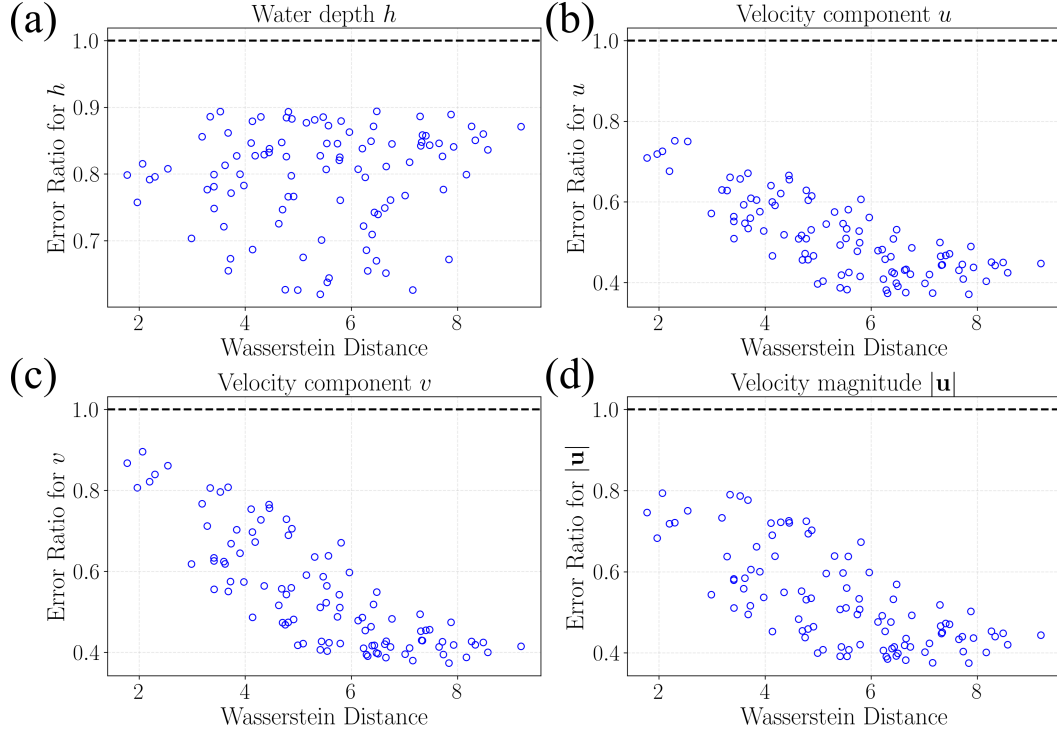 (a)
Water depth h
Error Ratio for h
1.0
0.9
0.8
0.7
2 4 6 8
Wasserstein Distance
(b)
Velocity component u
Error Ratio for u
1.0
0.8
0.6
0.4
2 4 6 8
Wasserstein Distance
(c)
Velocity component v
Error Ratio for v
1.0
0.8
0.6
0.4
2 4 6 8
Wasserstein Distance
(d)
Velocity magnitude |u|
Error Ratio for |u|
1.0
0.8
0.6
0.4
2 4 6 8
Wasserstein Distance